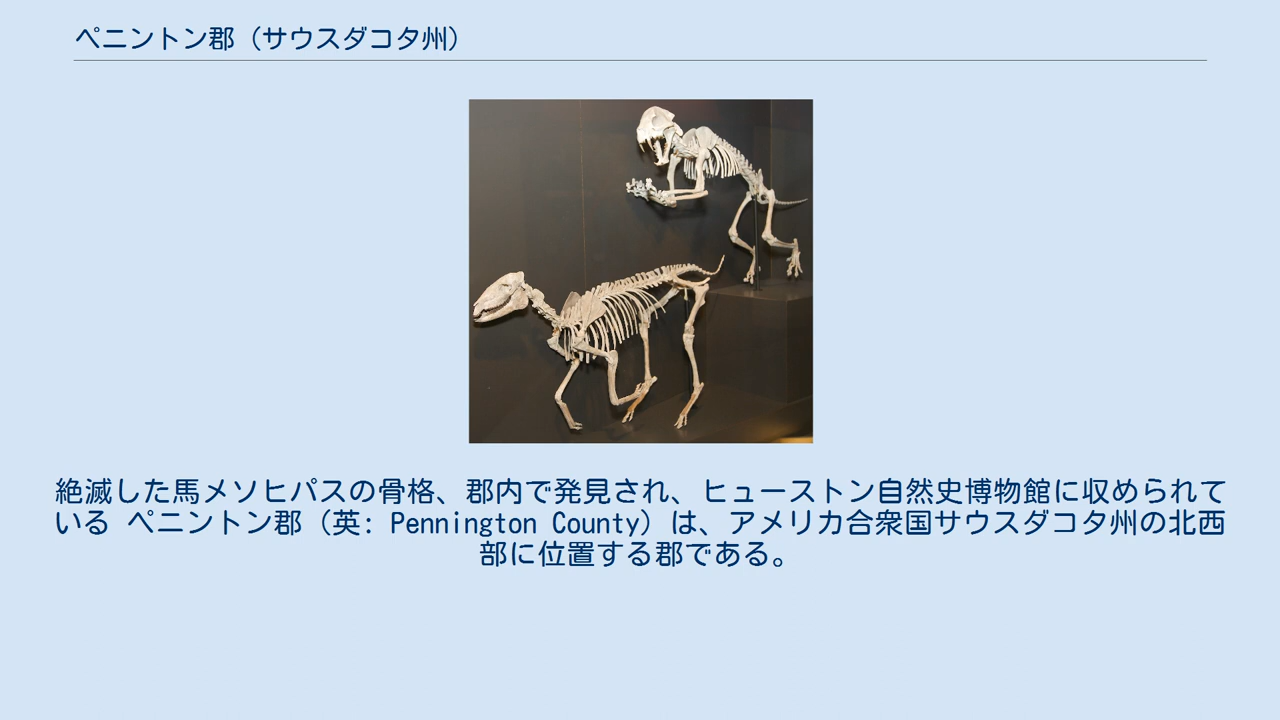 ペニントン郡（サウスダコタ州）
絶滅した馬メソヒパスの骨格、郡内で発見され、ヒューストン自然史博物館に収められて
いる ペニントン郡（英: Pennington County）は、アメリカ合衆国サウスダコタ州の北西
部に位置する郡である。